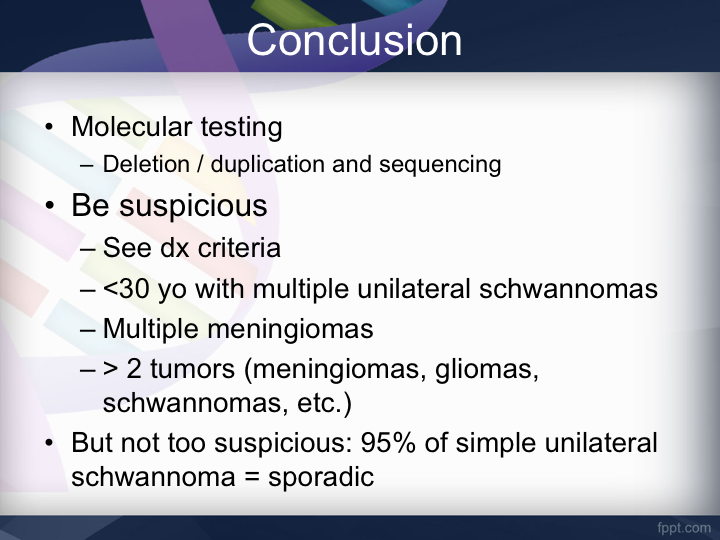 Conclusion
• Molecular testing
– Deletion / duplication and sequencing
• Be suspicious
– See dx criteria
– <30 yo with multiple unilateral schwannomas
– Multiple meningiomas
– > 2 tumors (meningiomas, gliomas,
schwannomas, etc.)
• But not too suspicious: 95% of simple unilateral
schwannoma = sporadic
fppt.com